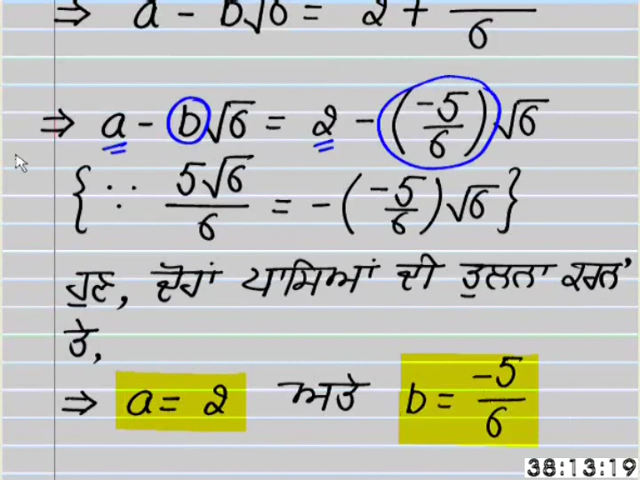 ⇒ a - b√6 = 2 + ―/6
⇒ a - b√6 = 2 - (-5/6)√6
{∵ 5√6/6 = -(-5/6)√6}
ਹੁਣ, ਦੋਹਾਂ ਪਾਸਿਆਂ ਦੀ ਤੁਲਨਾ ਕਰਨ'
ਤੇ,
⇒ a = 2 ਅਤੇ b = -5/6
38:13:19